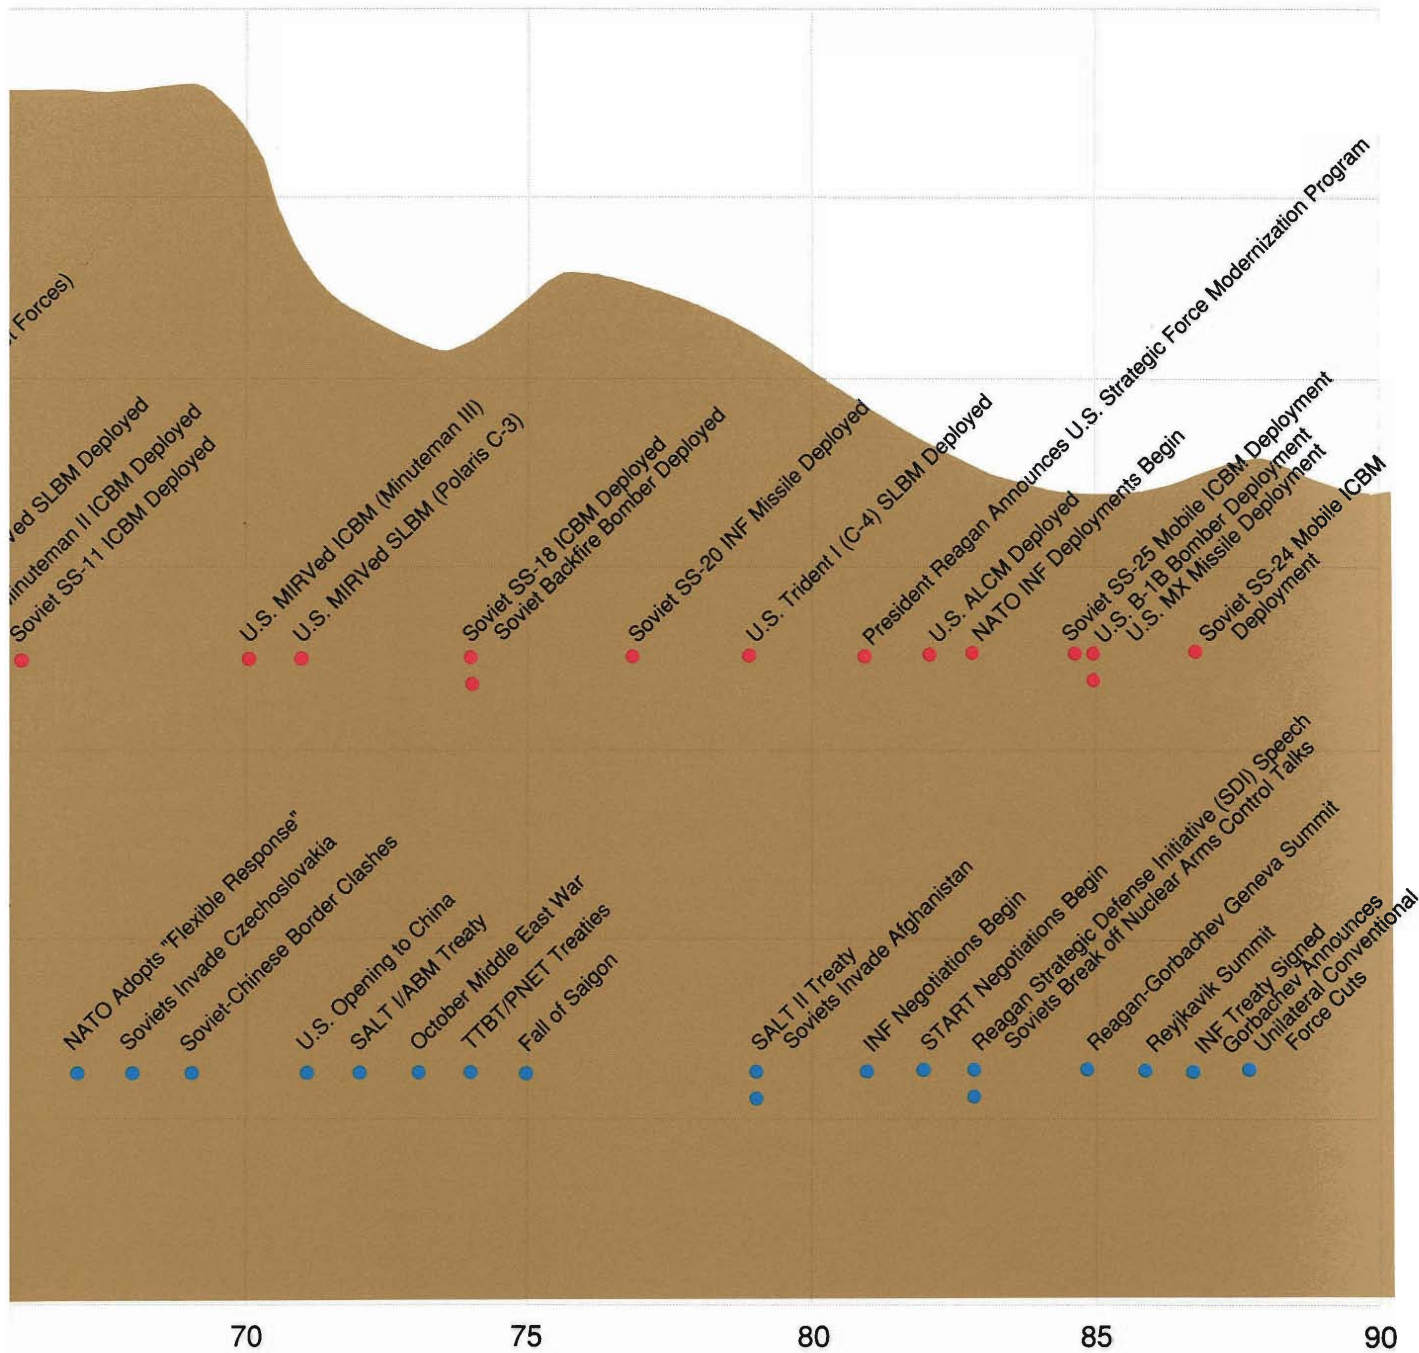 Forces)
SLBM Deployed
Minuteman II ICBM Deployed
Soviet SS-11 ICBM Deployed
U.S. MIRVed ICBM (Minuteman III)
U.S. MIRVed SLBM (Polaris C-3)
Soviet SS-18 ICBM Deployed
Soviet Backfire Bomber Deployed
Soviet SS-20 INF Missile Deployed
U.S. Trident I (C-4) SLBM Deployed
President Reagan Announces U.S. Strategic Force Modernization Program
U.S. ALCM Deployed
NATO INF Deployments Begin
Soviet SS-25 Mobile ICBM Deployment
U.S. B-1B Bomber Deployment
U.S. MX Missile Deployment
Soviet SS-24 Mobile ICBM
Deployment
NATO Adopts "Flexible Response"
Soviets Invade Czechoslovakia
Soviet-Chinese Border Clashes
U.S. Opening to China
SALT I/ABM Treaty
October Middle East War
TTBT/PNET Treaties
Fall of Saigon
SALT II Treaty
Soviets Invade Afghanistan
INF Negotiations Begin
START Negotiations Begin
Reagan Strategic Defense Initiative (SDI) Speech
Soviets Break off Nuclear Arms Control Talks
Reagan-Gorbachev Geneva Summit
Reyjkavik Summit
INF Treaty Signed
Gorbachev Announces
Unilateral Conventional
Force Cuts
70 75 80 85 90